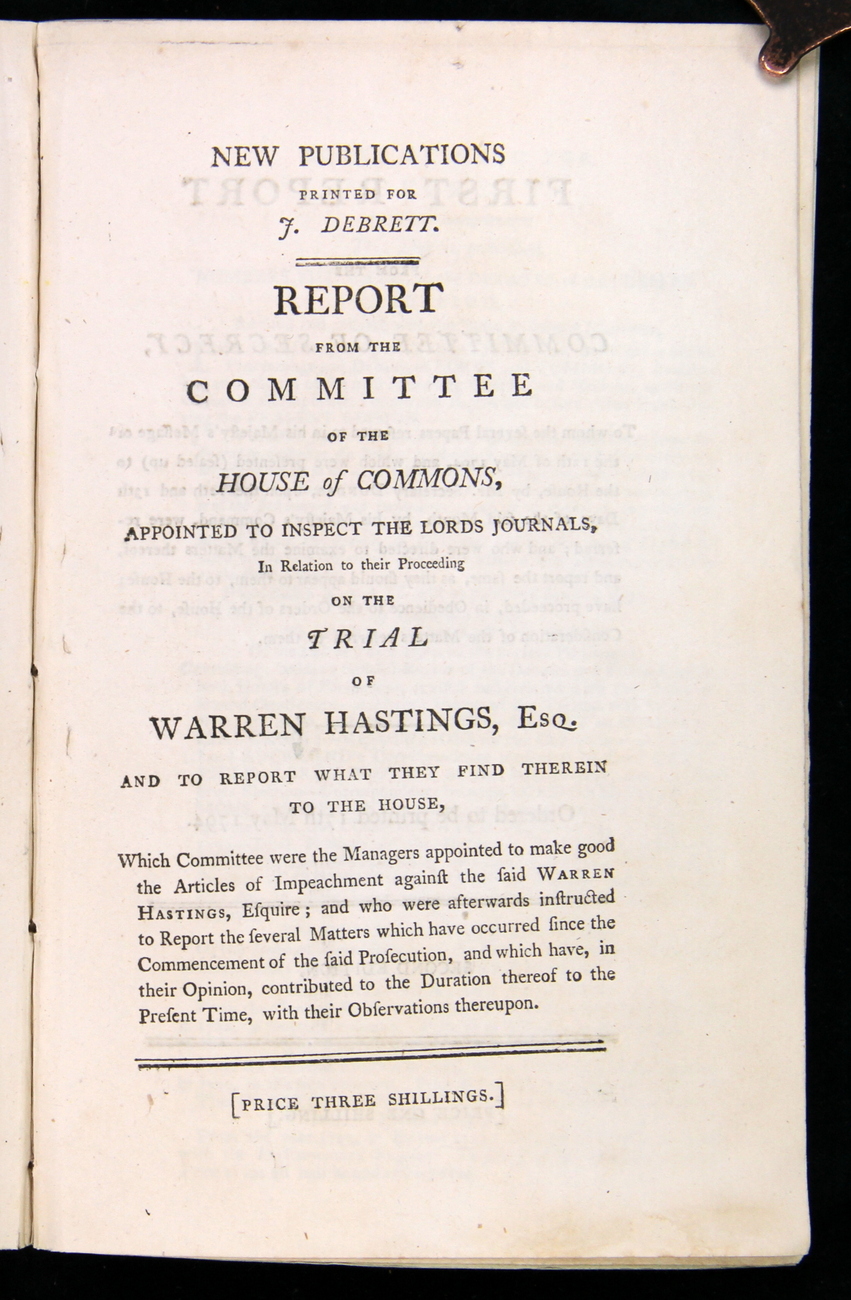 NEW PUBLICATIONS
PRINTED FOR
J. DEBRETT.
REPORT
FROM THE
COMMITTEE
OF THE
HOUSE of COMMONS,
APPOINTED TO INSPECT THE LORDS JOURNALS,
In Relation to their Proceeding
ON THE
TRIAL
OF
WARREN HASTINGS, Esq.
AND TO REPORT WHAT THEY FIND THEREIN
TO THE HOUSE,
Which Committee were the Managers appointed to make good
the Articles of Impeachment againſt the ſaid WARREN
HASTINGS, Eſquire; and who were afterwards inſtructed
to Report the ſeveral Matters which have occurred ſince the
Commencement of the ſaid Proſecution, and which have, in
their Opinion, contributed to the Duration thereof to the
Preſent Time, with their Obſervations thereupon.
[PRICE THREE SHILLINGS.]